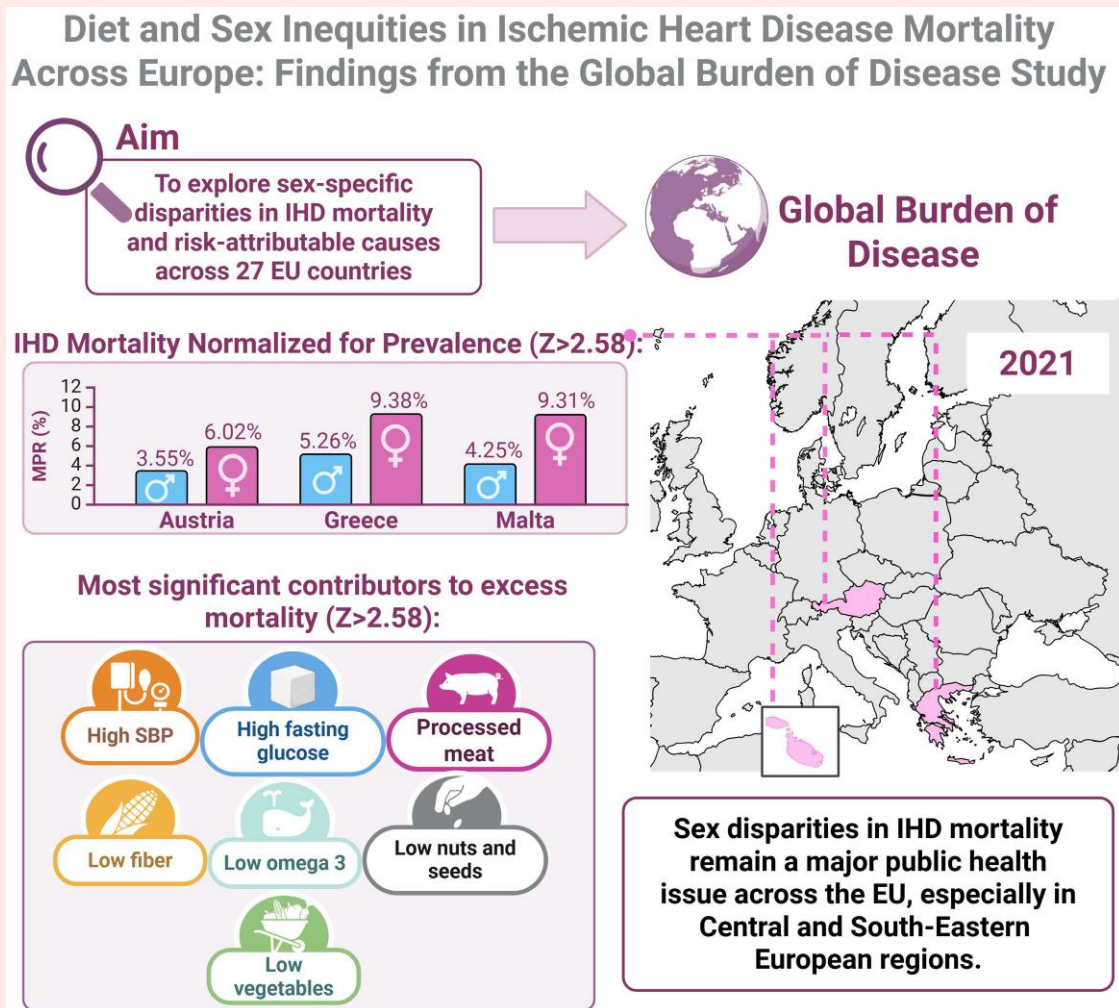 Diet and Sex Inequities in Ischemic Heart Disease Mortality
Across Europe: Findings from the Global Burden of Disease Study
Aim
To explore sex-specific
disparities in IHD mortality
and risk-attributable causes
across 27 EU countries
Global Burden of
Disease
IHD Mortality Normalized for Prevalence (Z>2.58):
MPR (%)
12
10
8
6
4
2
0
3.55%
6.02%
5.26%
9.38%
4.25%
9.31%
Austria
Greece
Malta
2021
Most significant contributors to excess
mortality (Z>2.58):
High SBP
High fasting
glucose
Processed
meat
Low fiber
Low omega 3
Low nuts and
seeds
Low
vegetables
Sex disparities in IHD mortality
remain a major public health
issue across the EU, especially in
Central and South-Eastern
European regions.